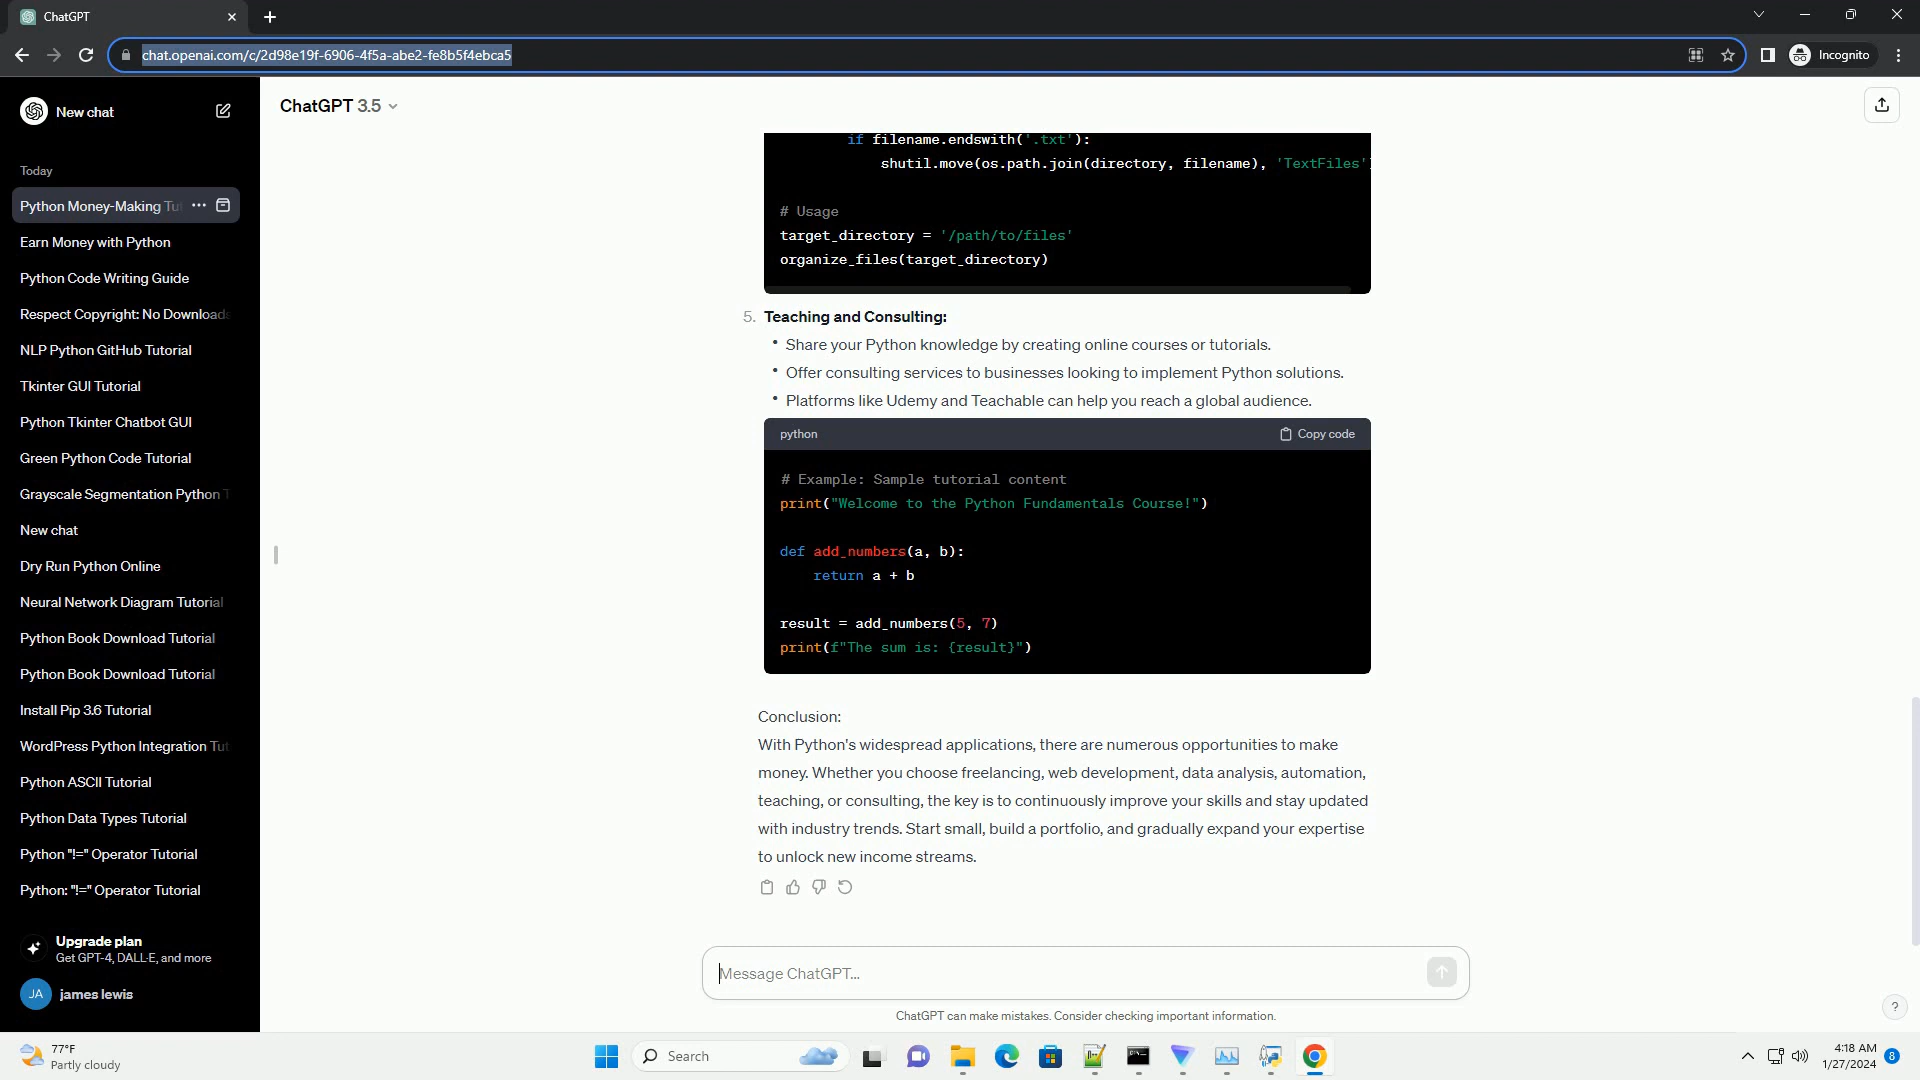 ChatGPT
chat.openai.com/c/2d98e19f-6906-4f5a-abe2-fe8b5f4ebca5
Incognito
New chat
Today
Python Money-Making Tu
Earn Money with Python
Python Code Writing Guide
Respect Copyright: No Downloads
NLP Python GitHub Tutorial
Tkinter GUI Tutorial
Python Tkinter Chatbot GUI
Green Python Code Tutorial
Grayscale Segmentation Python T
New chat
Dry Run Python Online
Neural Network Diagram Tutorial
Python Book Download Tutorial
Python Book Download Tutorial
Install Pip 3.6 Tutorial
WordPress Python Integration Tut
Python ASCII Tutorial
Python Data Types Tutorial
Python "!=" Operator Tutorial
Python: "!=" Operator Tutorial
Upgrade plan
Get GPT-4, DALL·E, and more
JA
james lewis
ChatGPT 3.5
if filename.endswith('.txt'):
shutil.move(os.path.join(directory, filename), 'TextFiles')
# Usage
target_directory = '/path/to/files'
organize_files(target_directory)
5. Teaching and Consulting:
• Share your Python knowledge by creating online courses or tutorials.
• Offer consulting services to businesses looking to implement Python solutions.
• Platforms like Udemy and Teachable can help you reach a global audience.
python
Copy code
# Example: Sample tutorial content
print("Welcome to the Python Fundamentals Course!")
def add_numbers(a, b):
return a + b
result = add_numbers(5, 7)
print(f"The sum is: {result}")
Conclusion:
With Python's widespread applications, there are numerous opportunities to make
money. Whether you choose freelancing, web development, data analysis, automation,
teaching, or consulting, the key is to continuously improve your skills and stay updated
with industry trends. Start small, build a portfolio, and gradually expand your expertise
to unlock new income streams.
Message ChatGPT...
ChatGPT can make mistakes. Consider checking important information.
?
77°F
Partly cloudy
Search
4:18 AM
1/27/2024
8